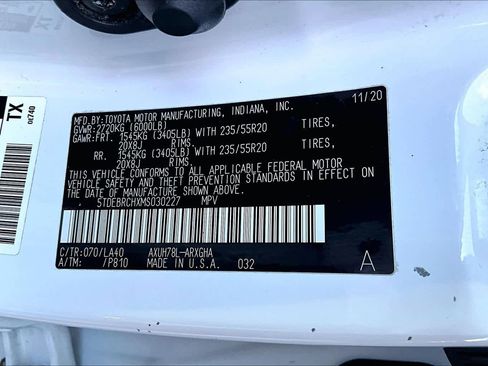 MFD.BY:TOYOTA MOTOR MANUFACTURING, INDIANA, INC. 11/20
GVWR:2720KG (6000LB)
GAWR:FRT. 1545KG (3405LB) WITH 235/55R20 TIRES,
20X8J RIMS.
RR. 1545KG (3405LB) WITH 235/55R20 TIRES,
20X8J RIMS.
THIS VEHICLE CONFORMS TO ALL APPLICABLE FEDERAL MOTOR
VEHICLE SAFETY AND THEFT PREVENTION STANDARDS IN EFFECT ON
THE DATE OF MANUFACTURE SHOWN ABOVE.
5TDEBRCHXMS030227 MPV
C/TR:070/LA40 AXUH78L-ARXGHA
A/TM: /P810 MADE IN U.S.A. 032 A
TX